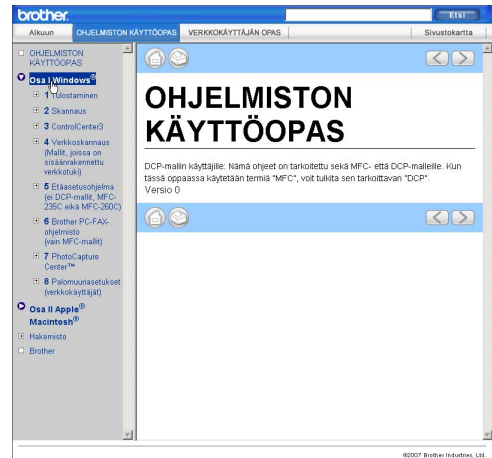 brother.
Etsi
Alkuun
OHJELMISTON KÄYTTÖOPAS
VERKKOKÄYTTÄJÄN OPAS
Sivustokartta
OHJELMISTON
KÄYTTÖOPAS
Osa I Windows®
1 Tulostaminen
2 Skannaus
3 ControlCenter3
4 Verkkoskannaus
(Mallit, joissa on
sisäänrakennettu
verkkotuki)
5 Etäasetusohjelma
(ei DCP-mallit, MFC-
235C eikä MFC-260C)
6 Brother PC-FAX-
ohjelmisto
(vain MFC-mallit)
7 PhotoCapture
Center™
8 Palomuuriasetukset
(verkkokäyttäjät)
Osa II Apple®
Macintosh®
Hakemisto
Brother
OHJELMISTON
KÄYTTÖOPAS
DCP-mallin käyttäjille: Nämä ohjeet on tarkoitettu sekä MFC- että DCP-malleille. Kun
tässä oppaassa käytetään termiä "MFC", voit tulkita sen tarkoittavan "DCP".
Versio 0
©2007 Brother Industries, Ltd.